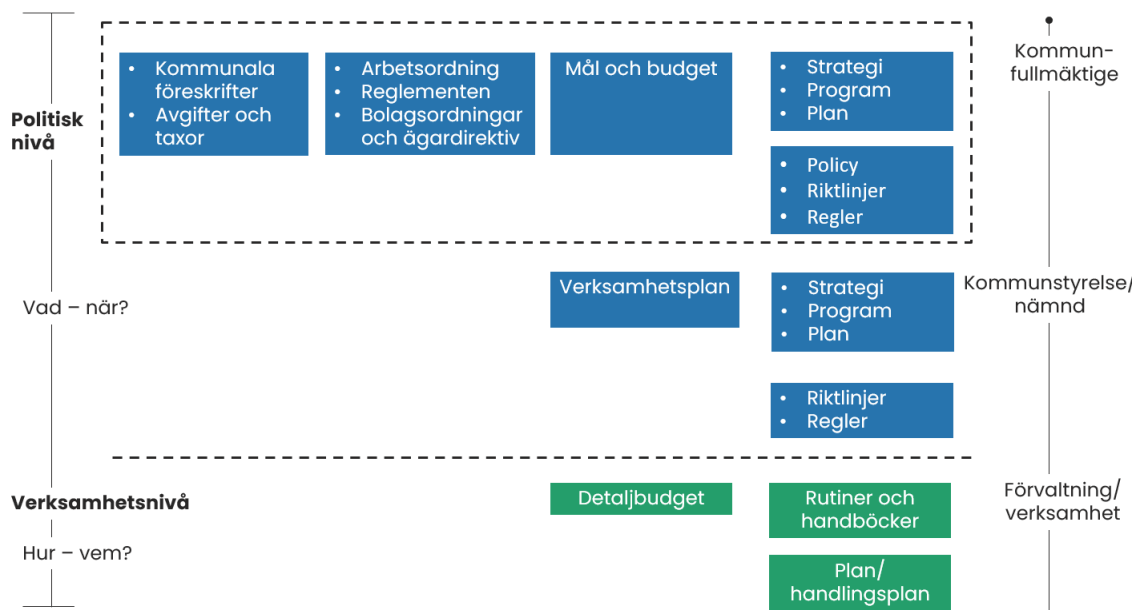 Politisk
nivå
Vad – när?
Verksamhetsnivå
Hur – vem?
• Kommunala
föreskrifter
• Avgifter och
taxor
• Arbetsordning
• Reglementen
• Bolagsordningar
och ägardirektiv
Mål och budget
• Strategi
• Program
• Plan
• Policy
• Riktlinjer
• Regler
Verksamhetsplan
• Strategi
• Program
• Plan
• Riktlinjer
• Regler
Detaljbudget
Rutiner och
handböcker
Plan/
handlingsplan
Kommun-
fullmäktige
Kommunstyrelse/
nämnd
Förvaltning/
verksamhet